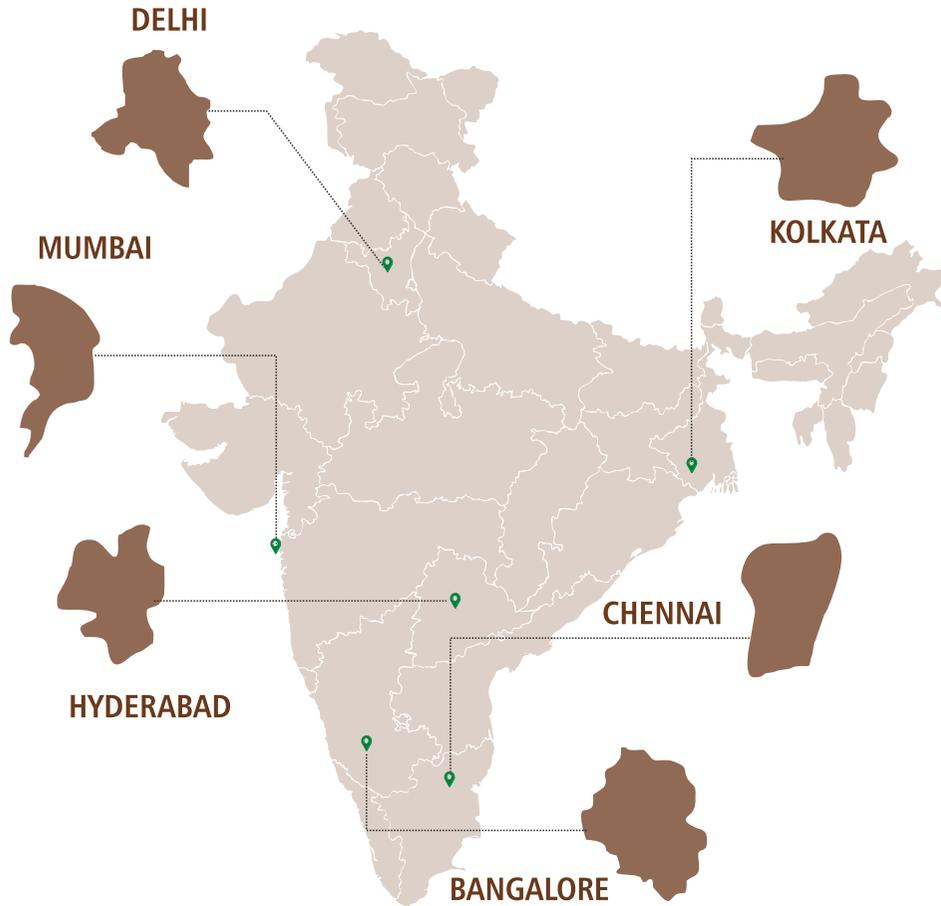 DELHI
MUMBAI
KOLKATA
CHENNAI
HYDERABAD
BANGALORE